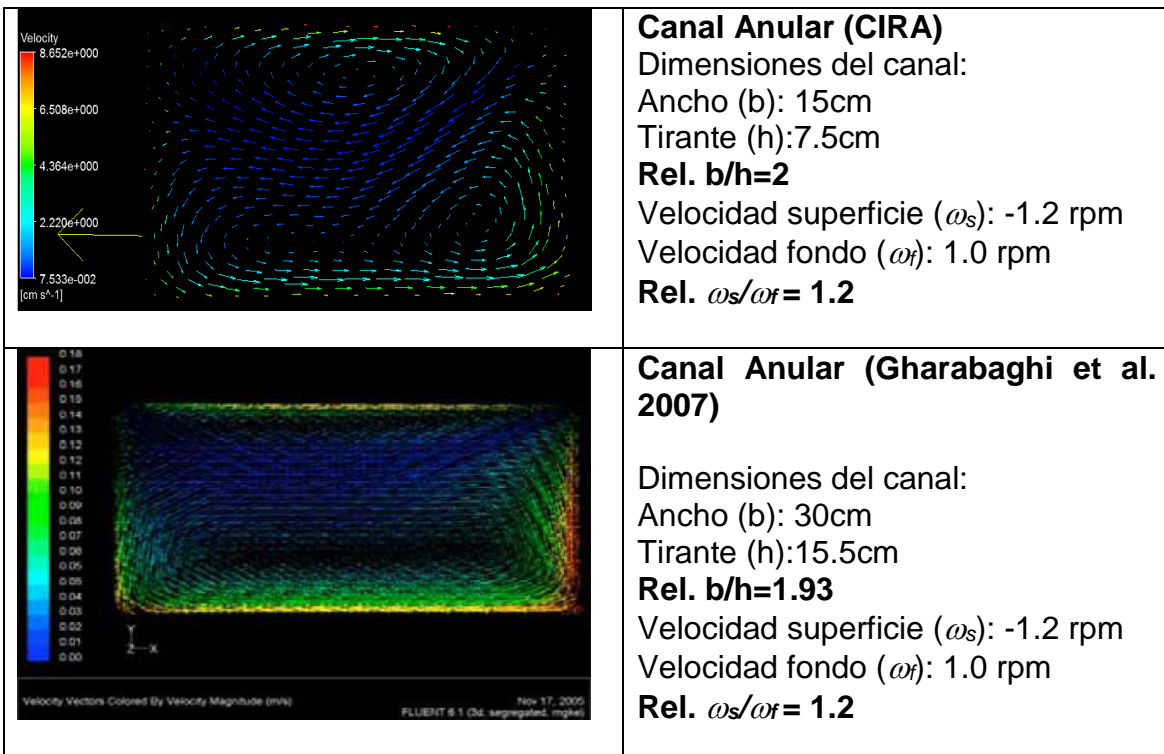 Velocity
8.652e+000
6.508e+000
4.364e+000
2.220e+000
7.533e-002
[cm s^-1]
Canal Anular (CIRA)
Dimensiones del canal:
Ancho (b): 15cm
Tirante (h):7.5cm
Rel. b/h=2
Velocidad superficie (ωs): -1.2 rpm
Velocidad fondo (ωf): 1.0 rpm
Rel. ωs/ωf = 1.2
0.18
0.17
0.16
0.15
0.14
0.13
0.12
0.11
0.10
0.09
0.08
0.07
0.06
0.05
0.04
0.03
0.02
0.01
0.00
Y
Z X
Velocity Vectors Colored By Velocity Magnitude (m/s)
Nov 17, 2005
FLUENT 6.1 (3d, segregated, mgke)
Canal Anular (Gharabaghi et al.
2007)
Dimensiones del canal:
Ancho (b): 30cm
Tirante (h):15.5cm
Rel. b/h=1.93
Velocidad superficie (ωs): -1.2 rpm
Velocidad fondo (ωf): 1.0 rpm
Rel. ωs/ωf = 1.2